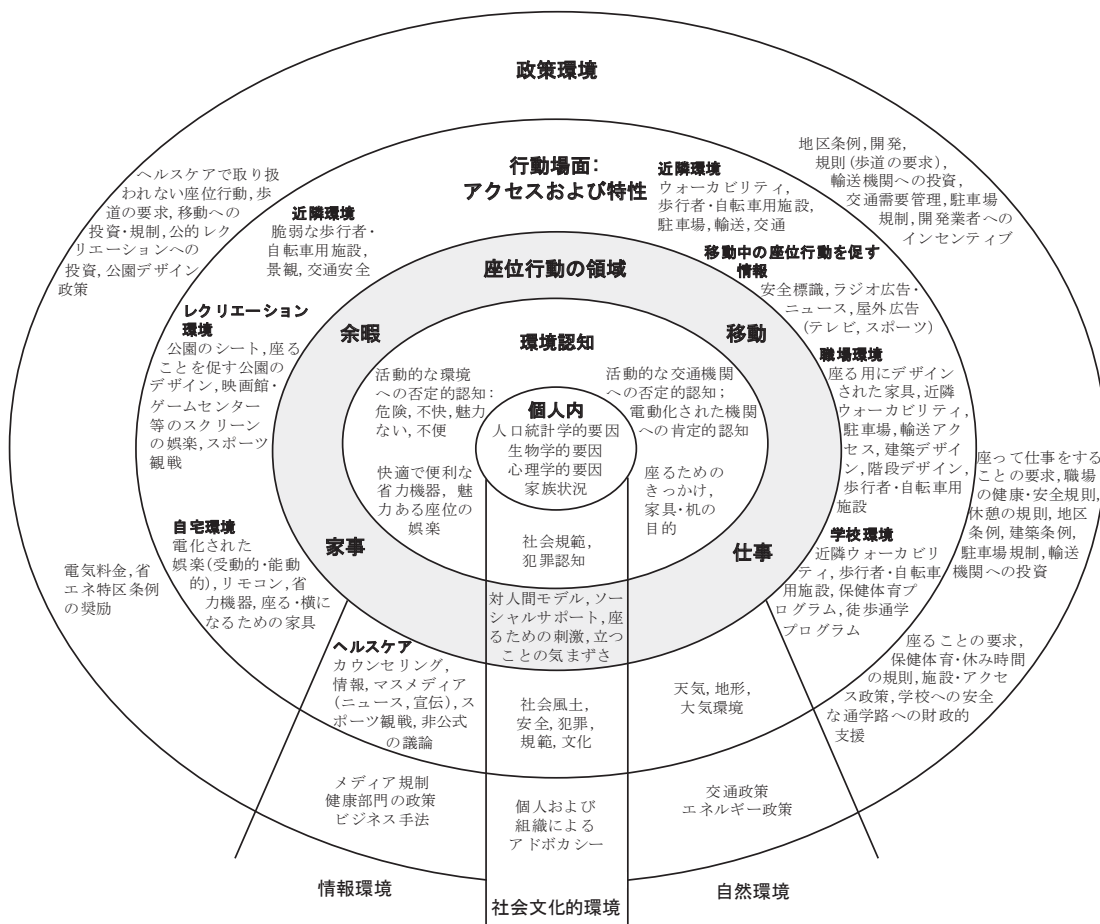 政策環境
地区条例，開発，
規則（歩道の要求），
輸送機関への投資，
交通需要管理，駐車場
規制，開発業者への
インセンティブ
ヘルスケアで取り扱
われない座位行動，歩
道の要求，移動への
投資・規制，公的レク
リエーションへの
投資，公園デザイン
政策
行動場面：
アクセスおよび特性
近隣環境
ウォーカビリティ，
歩行者・自転車用施設，
駐車場，輸送，交通
近隣環境
脆弱な歩行者・
自転車用施設，
景観，交通安全
座位行動の領域
移動中の座位行動を促す
情報
安全標識，ラジオ広告・
ニュース，屋外広告
（テレビ，スポーツ）
レクリエーション
環境
公園のシート，座る
ことを促す公園の
デザイン，映画館・
ゲームセンター
等のスクリーン
の娯楽，スポーツ
観戦
余暇
移動
環境認知
活動的な環境
への否定的認知：
危険，不快，魅力
ない，不便
活動的な交通機関
への否定的認知；
電動化された機関
への肯定的認知
個人内
人口統計学的要因
生物学的要因
心理学的要因
家族状況
職場環境
座る用にデザイン
された家具，近隣
ウォーカビリティ，
駐車場，輸送アク
セス，建築デザイ
ン，階段デザイン，
歩行者・自転車用
施設
座って仕事をする
ことの要求，職場
の健康・安全規則，
休憩の規則，地区
条例，建築条例，
駐車場規制，輸送
機関への投資
快適で便利な
省力機器，魅
力ある座位の
娯楽
座るための
きっかけ，
家具・机の
目的
社会規範，
犯罪認知
家事
仕事
自宅環境
電化された
娯楽（受動的・能動
的），リモコン，省
力機器，座る・横に
なるための家具
電気料金，省
エネ特区条例
の奨励
学校環境
近隣ウォーカビリ
ティ，歩行者・自転車
用施設，保健体育プ
ログラム，徒歩通学
プログラム
対人間モデル，ソー
シャルサポート，座
るための刺激，立つ
ことの気まずさ
座ることの要求，
保健体育・休み時間
の規則，施設・アクセ
ス政策，学校への安全
な通学路への財政的
支援
ヘルスケア
カウンセリング，
情報，マスメディア
（ニュース，宣伝），ス
ポーツ観戦，非公式
の議論
社会風土，
安全，犯罪，
規範，文化
天気，地形，
大気環境
メディア規制
健康部門の政策
ビジネス手法
個人および
組織による
アドボカシー
交通政策
エネルギー政策
情報環境
社会文化的環境
自然環境